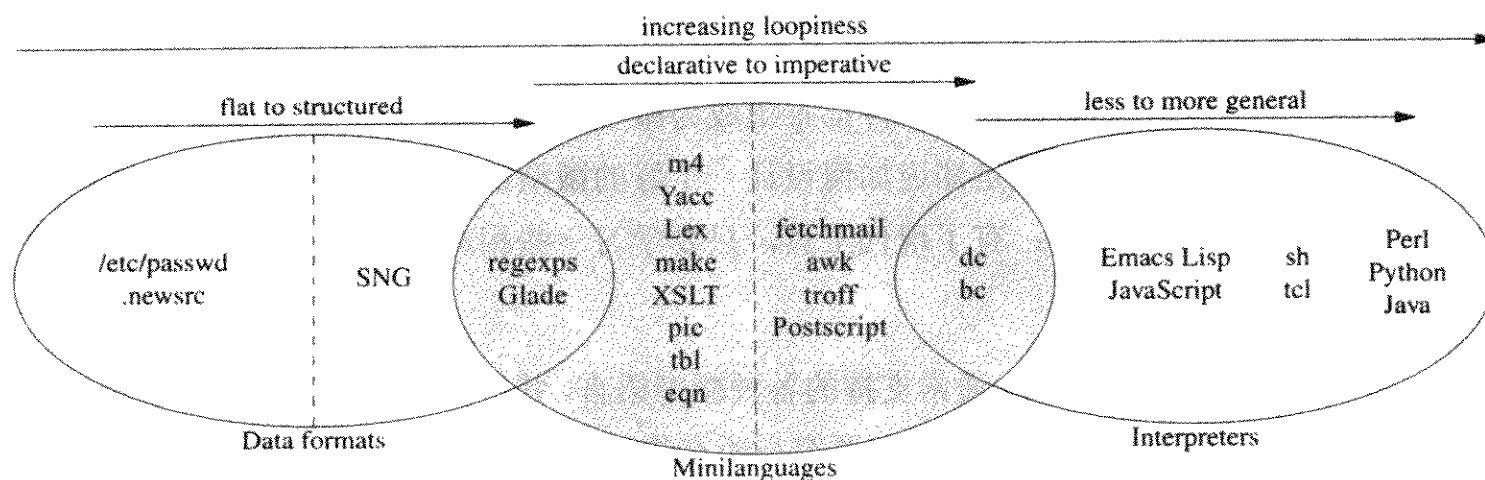 increasing loopiness
declarative to imperative
flat to structured
less to more general
/etc/passwd
.newsrc
SNG
regexps
Glade
m4
Yacc
Lex
make
XSLT
pic
tbl
eqn
fetchmail
awk
troff
Postscript
dc
bc
Emacs Lisp
JavaScript
sh
tcl
Perl
Python
Java
Data formats
Minilanguages
Interpreters